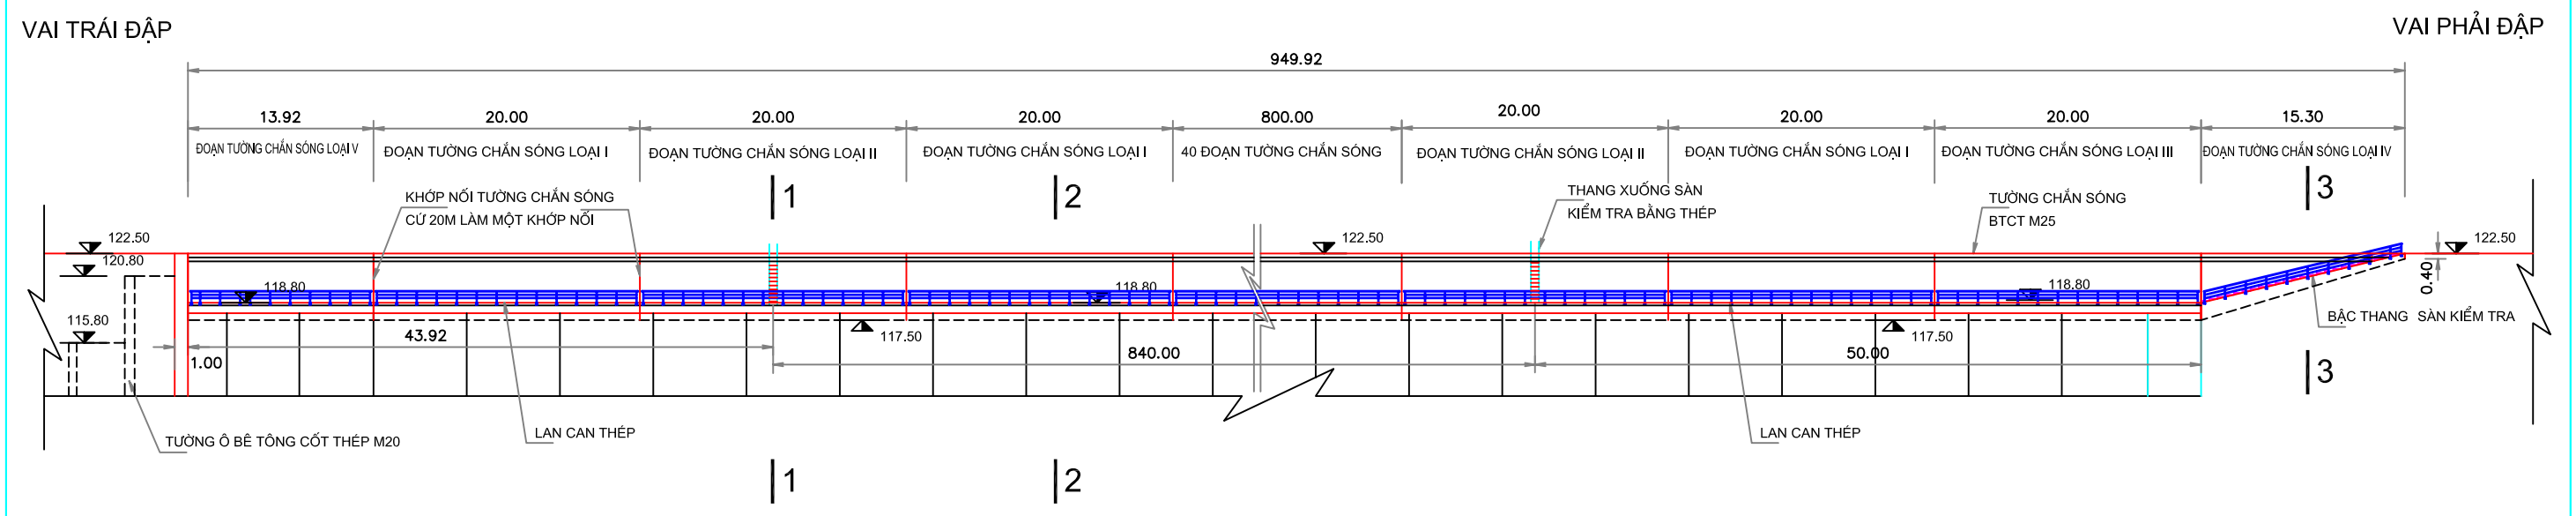 VAI TRÁI ĐẬP
VAI PHẢI ĐẬP
949.92
13.92
20.00
20.00
20.00
800.00
20.00
20.00
20.00
15.30
ĐOẠN TƯỜNG CHẮN SÓNG LOẠI V
ĐOẠN TƯỜNG CHẮN SÓNG LOẠI I
ĐOẠN TƯỜNG CHẮN SÓNG LOẠI II
ĐOẠN TƯỜNG CHẮN SÓNG LOẠI I
40 ĐOẠN TƯỜNG CHẮN SÓNG
ĐOẠN TƯỜNG CHẮN SÓNG LOẠI II
ĐOẠN TƯỜNG CHẮN SÓNG LOẠI I
ĐOẠN TƯỜNG CHẮN SÓNG LOẠI III
ĐOẠN TƯỜNG CHẮN SÓNG LOẠI IV
KHỚP NỐI TƯỜNG CHẮN SÓNG
CỨ 20M LÀM MỘT KHỚP NỐI
1
2
THANG XUỐNG SÀN
KIỂM TRA BẰNG THÉP
TƯỜNG CHẮN SÓNG
BTCT M25
3
122.50
122.50
122.50
120.80
118.80
118.80
118.80
0.40
115.80
43.92
117.50
117.50
BẬC THANG SÀN KIỂM TRA
1.00
840.00
50.00
3
TƯỜNG Ô BÊ TÔNG CỐT THÉP M20
LAN CAN THÉP
LAN CAN THÉP
1
2